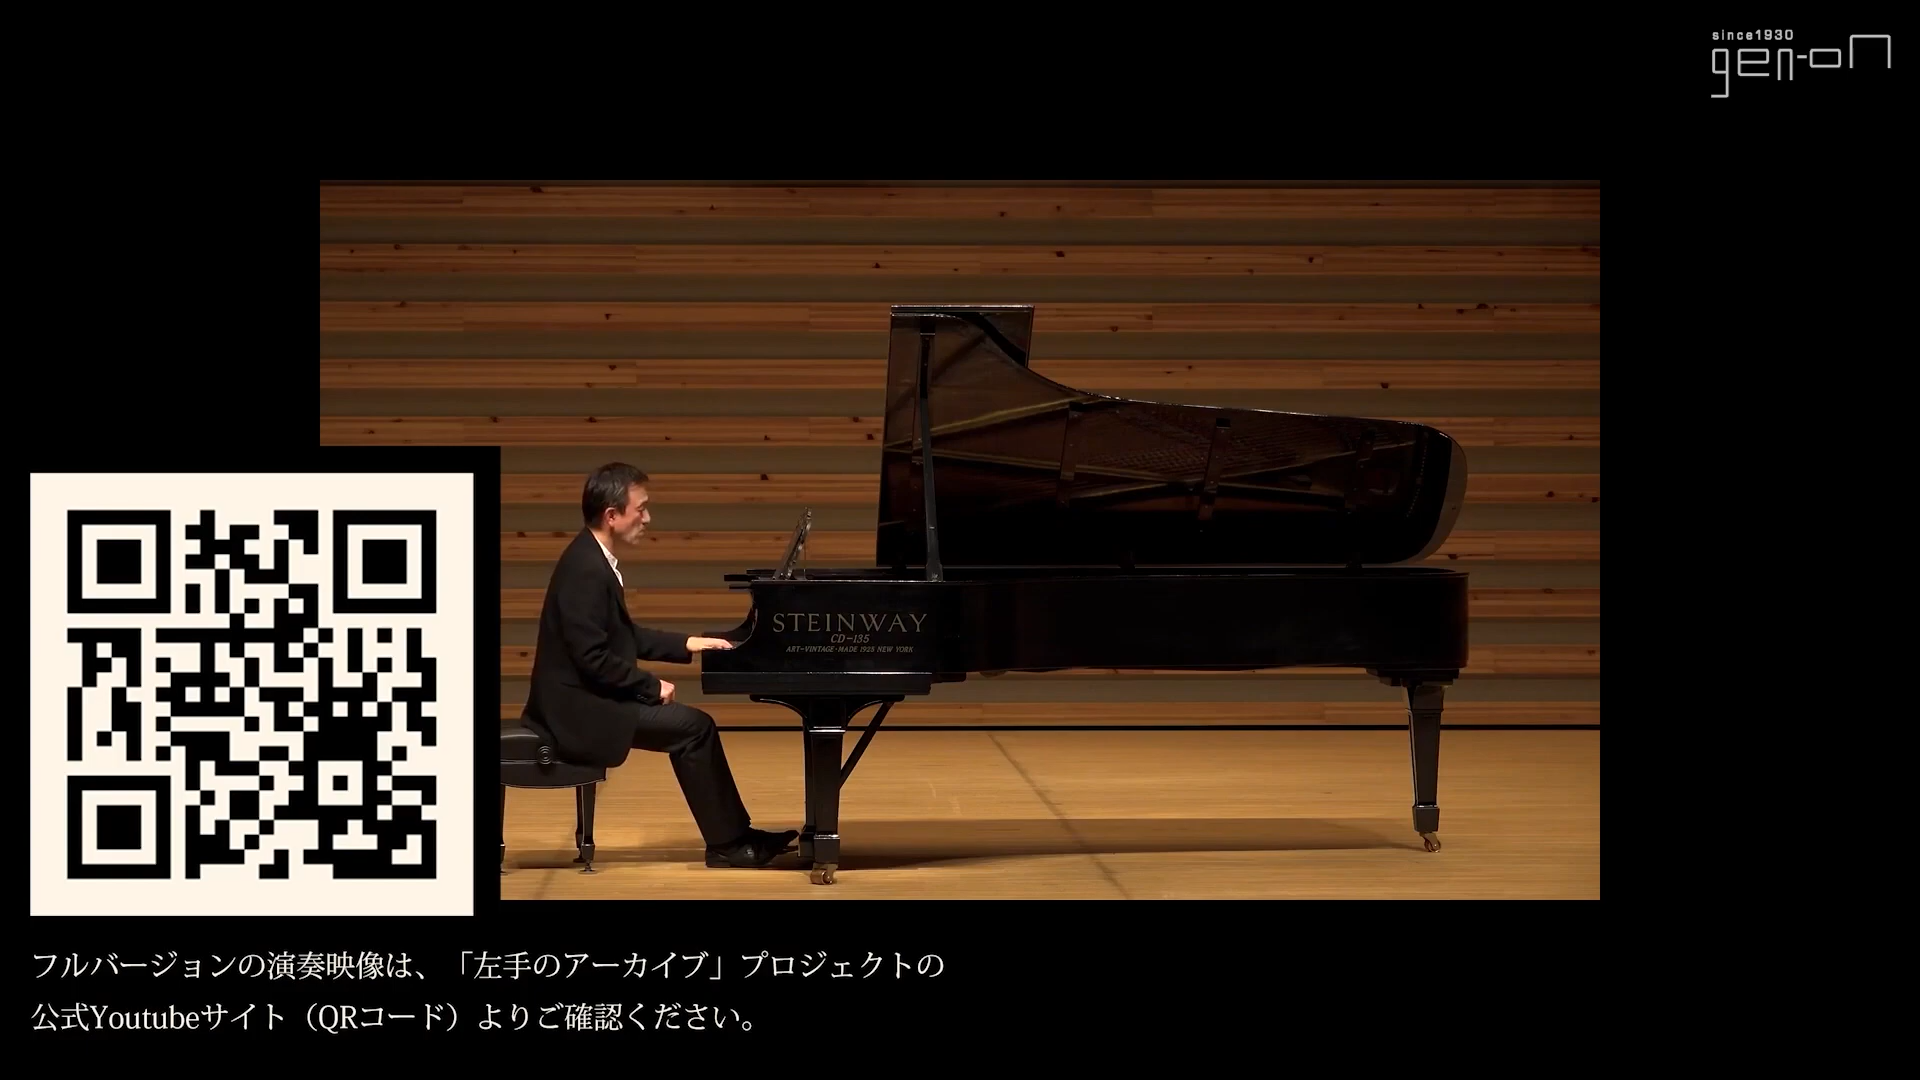 since1930
gen-on
STEINWAY
CD-135
ART-VINTAGE・MADE 1925 NEW YORK
フルバージョンの演奏映像は、「左手のアーカイブ」プロジェクトの
公式Youtubeサイト（QRコード）よりご確認ください。